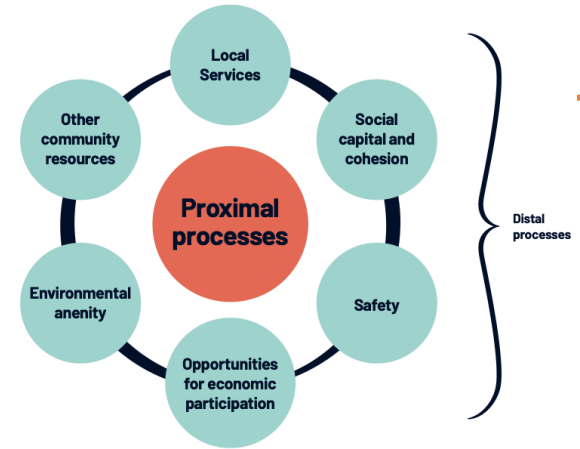 Local
Services
Other
community
resources
Social
capital and
cohesion
Proximal
processes
Distal
processes
Environmental
anenity
Safety
Opportunities
for economic
participation